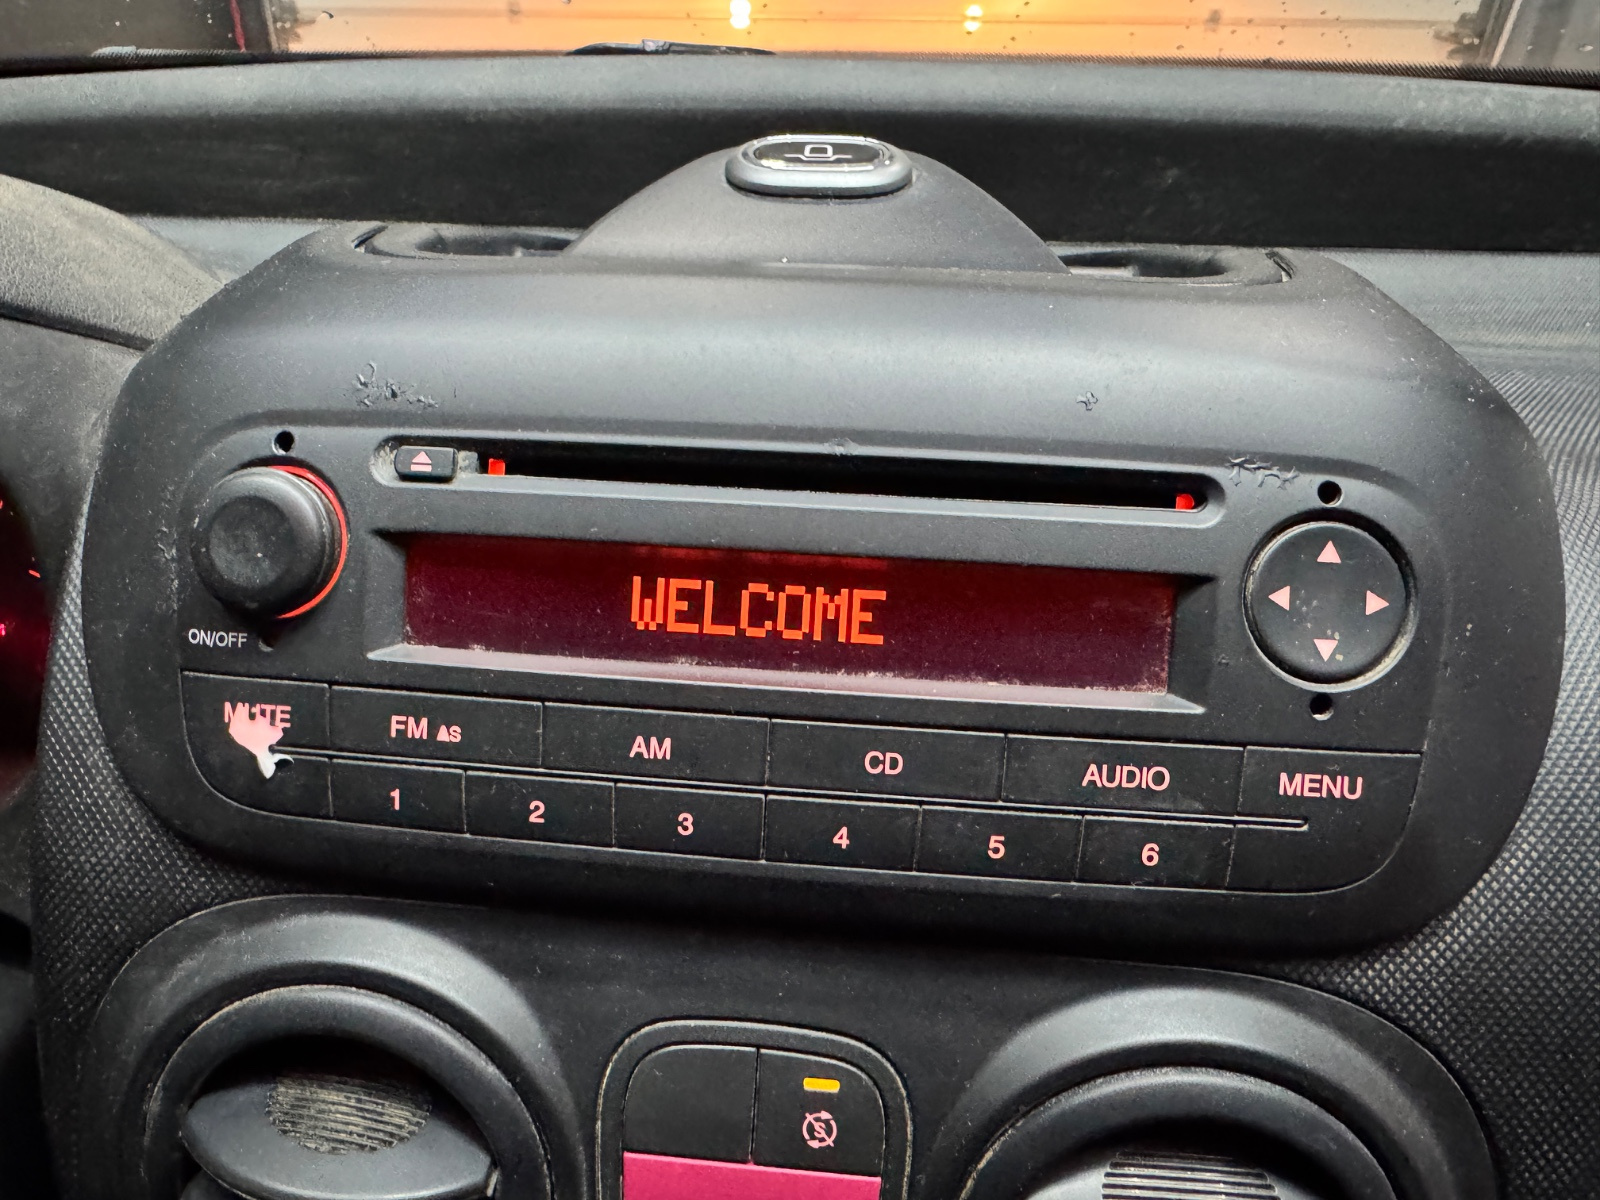 WELCOME
ON/OFF
MUTE
FM AS
AM
CD
AUDIO
MENU
1
2
3
4
5
6
S